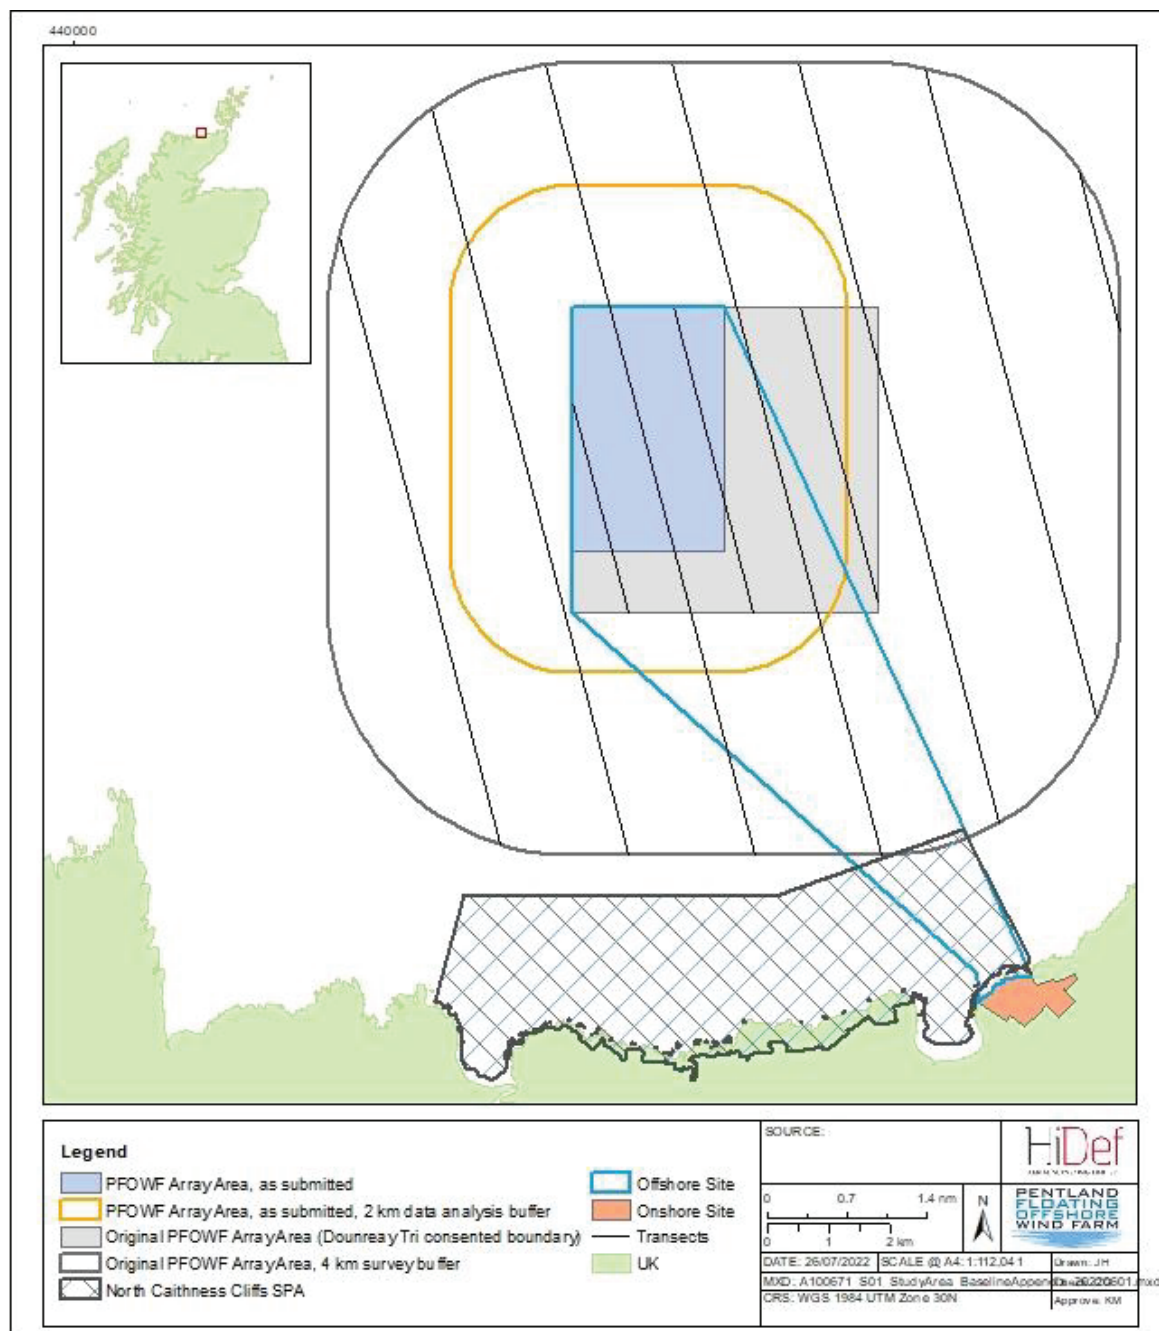 440000
Legend
PFOWF Array Area, as submitted
PFOWF Array Area, as submitted, 2 km data analysis buffer
Original PFOWF Array Area (Dounreay Tri consented boundary)
Original PFOWF Array Area, 4 km survey buffer
North Caithness Cliffs SPA
Offshore Site
Onshore Site
Transects
UK
SOURCE:
0 0.7 1.4 nm
0 1 2 km
N
HiDef
PENTLAND
FLOATING
OFFSHORE
WIND FARM
DATE: 26/07/2022 SCALE @ A4: 1:112,041 Drawn: JH
MXD: A100671_S01_StudyArea_BaselineAppen
CRS: WGS 1984 UTM Zone 30N Approve: KM